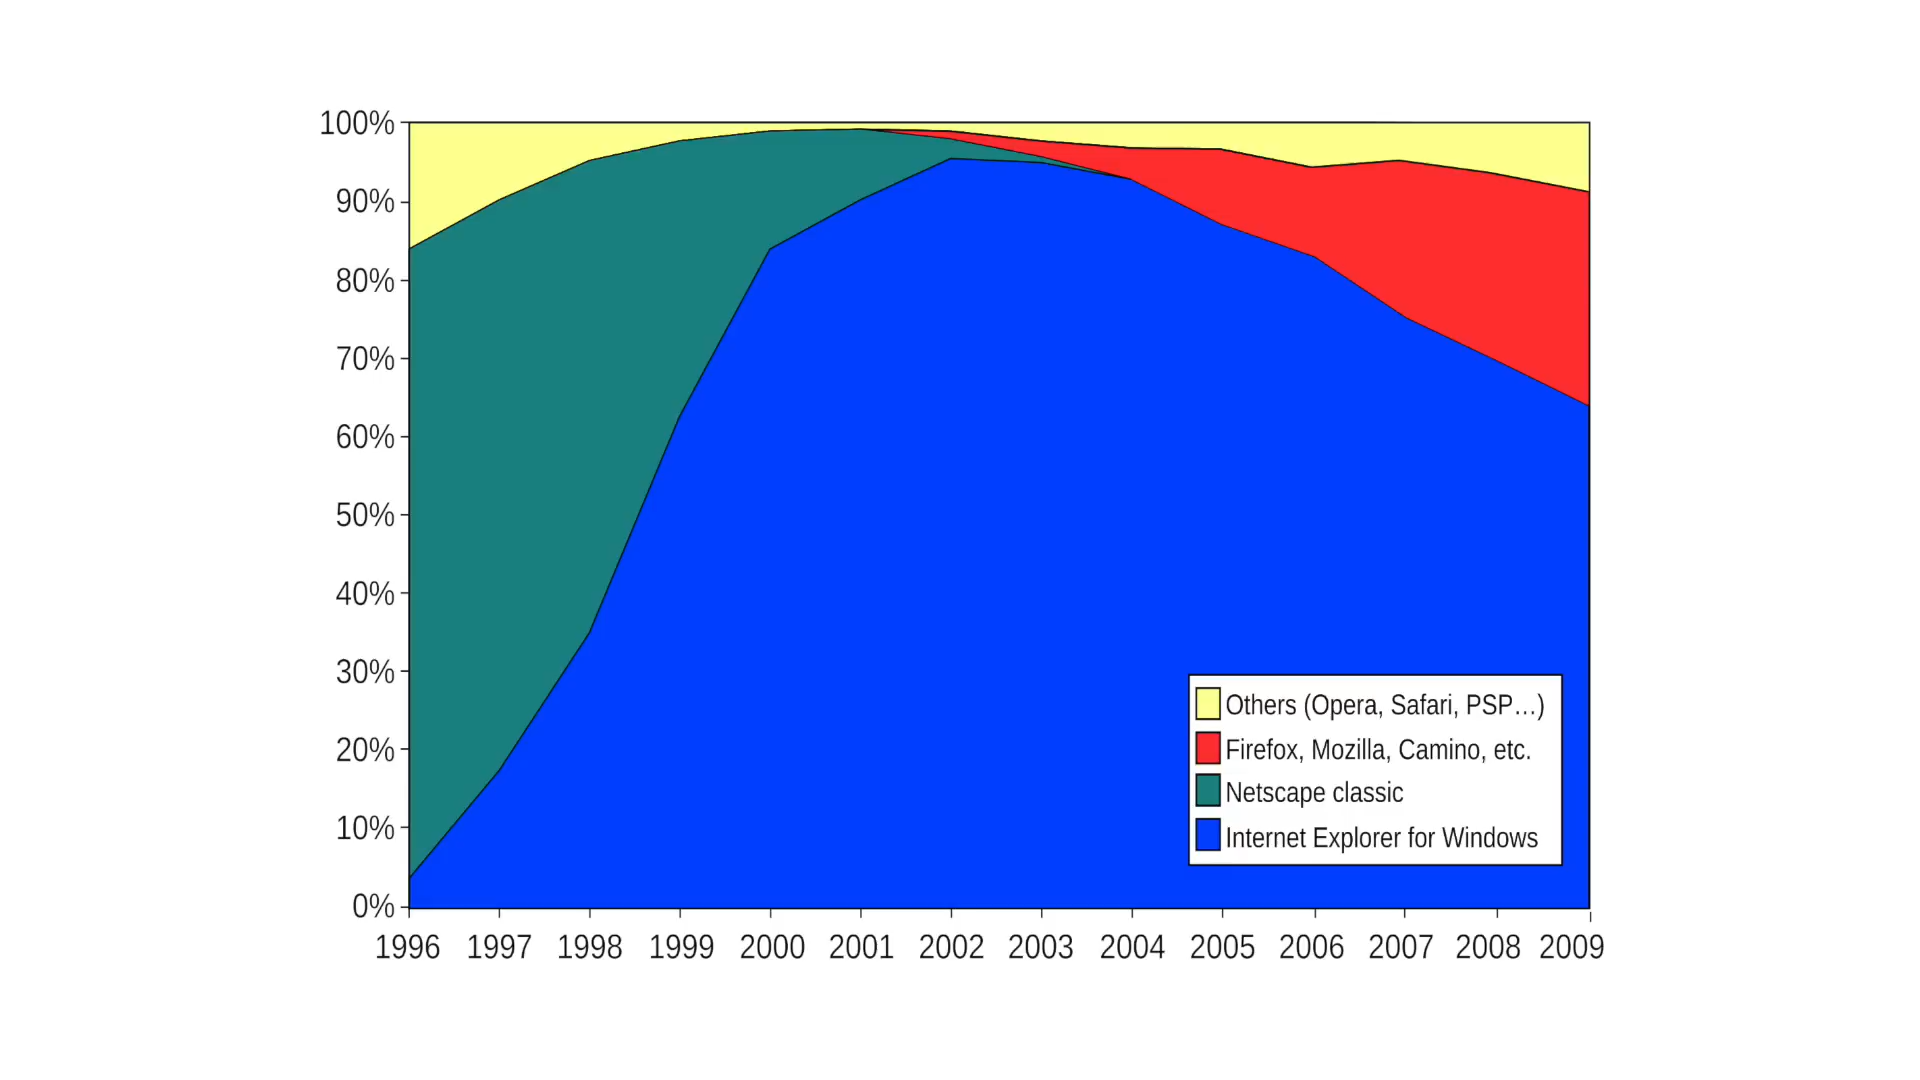 100%
90%
80%
70%
60%
50%
40%
30%
20%
10%
0%
Others (Opera, Safari, PSP…)
Firefox, Mozilla, Camino, etc.
Netscape classic
Internet Explorer for Windows
1996 1997 1998 1999 2000 2001 2002 2003 2004 2005 2006 2007 2008 2009